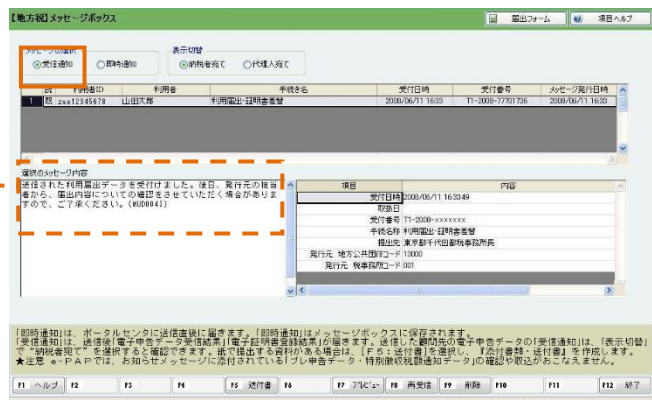 【地方税】メッセージボックス
届出フォーム
項目ヘルプ
メッセージの選択
表示切替
受信通知
即時通知
納税者宛て
代理人宛て
既
利用者ID
利用者
手続き名
受付日時
受付番号
メッセージ発行日時
1 既 zaa12345678 山田太郎 利用届出・証明書差替 2008/06/11 16:33 T1-2008-77701736 2008/06/11 16:33
選択のメッセージ内容
送信された利用届出データを受付けました。後日、発行元の担当
者から、届出内容についての確認をさせていただく場合がありま
すので、ご了承ください。(MUD0041)
項目 内容
受付日時 2008/06/11 163349
取扱日
受付番号 T1-2008-xxxxxxx
手続名称 利用届出・証明書差替
提出先 東京都千代田都税事務所長
発行元 地方公共団体コード 13000
発行元 税事務所コード 001
「即時通知」は、ポータルセンタに送信直後に届きます。「即時通知」はメッセージボックスに保存されます。
「受信通知」は、送信後「電子申告データ受信結果」「電子証明書登録結果」が届きます。送信した顧問先の電子申告データの「受信通知」は、「表示切替」
で“納税者宛て”を選択すると確認できます。紙で提出する資料がある場合は、[F5:送付書]を選択し、『添付書類・送付書』を作成します。
★注意 e-PAPでは、お知らせメッセージに添付されている「プレ申告データ・特別徴収税額通知データ」の確認や取込がおこなえません。
F1 ヘルプ F2 F3 F4 F5 送付書 F6 F7 プレビュー F8 再受信 F9 削除 F10 F11 F12 終了